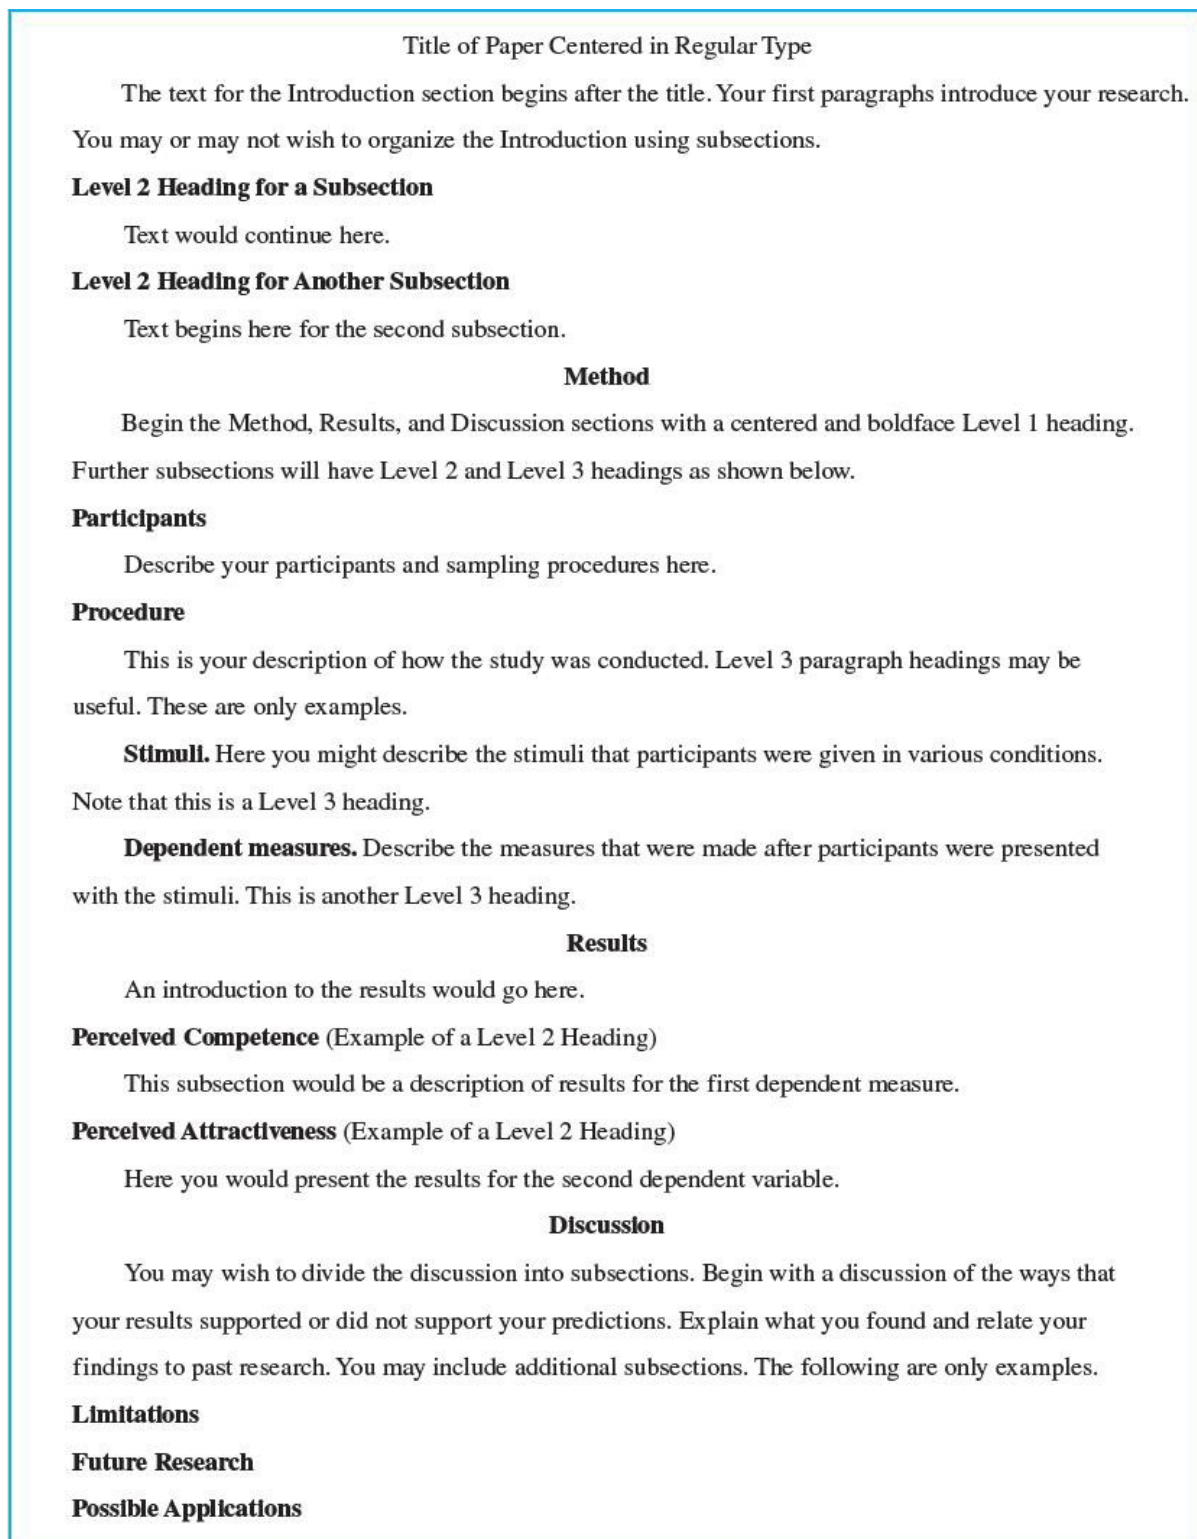 Title of Paper Centered in Regular Type
The text for the Introduction section begins after the title. Your first paragraphs introduce your research.
You may or may not wish to organize the Introduction using subsections.
Level 2 Heading for a Subsection
Text would continue here.
Level 2 Heading for Another Subsection
Text begins here for the second subsection.
Method
Begin the Method, Results, and Discussion sections with a centered and boldface Level 1 heading.
Further subsections will have Level 2 and Level 3 headings as shown below.
Participants
Describe your participants and sampling procedures here.
Procedure
This is your description of how the study was conducted. Level 3 paragraph headings may be
useful. These are only examples.
Stimuli. Here you might describe the stimuli that participants were given in various conditions.
Note that this is a Level 3 heading.
Dependent measures. Describe the measures that were made after participants were presented
with the stimuli. This is another Level 3 heading.
Results
An introduction to the results would go here.
Perceived Competence (Example of a Level 2 Heading)
This subsection would be a description of results for the first dependent measure.
Perceived Attractiveness (Example of a Level 2 Heading)
Here you would present the results for the second dependent variable.
Discussion
You may wish to divide the discussion into subsections. Begin with a discussion of the ways that
your results supported or did not support your predictions. Explain what you found and relate your
findings to past research. You may include additional subsections. The following are only examples.
Limitations
Future Research
Possible Applications